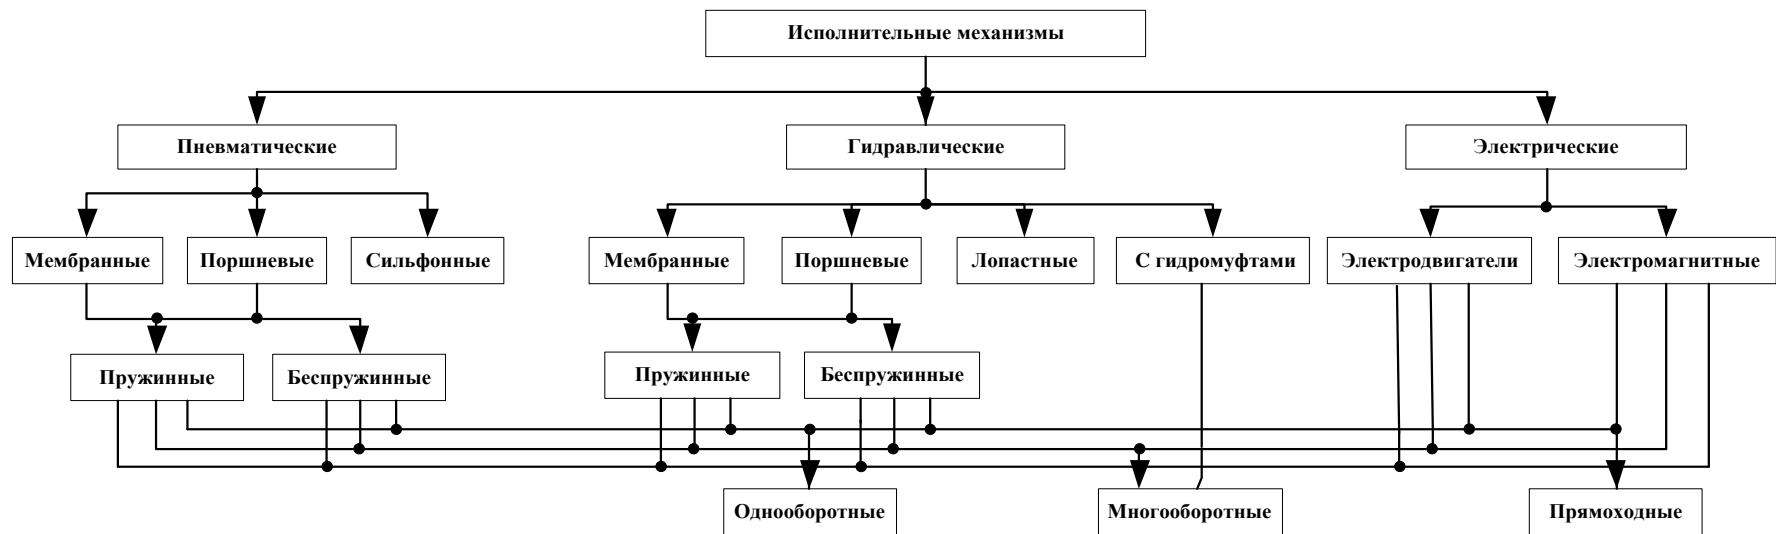 Исполнительные механизмы
Пневматические
Гидравлические
Электрические
Мембранные
Поршневые
Сильфонные
Мембранные
Поршневые
Лопастные
С гидромуфтами
Электродвигатели
Электромагнитные
Пружинные
Беспружинные
Пружинные
Беспружинные
Однооборотные
Многооборотные
Прямоходные